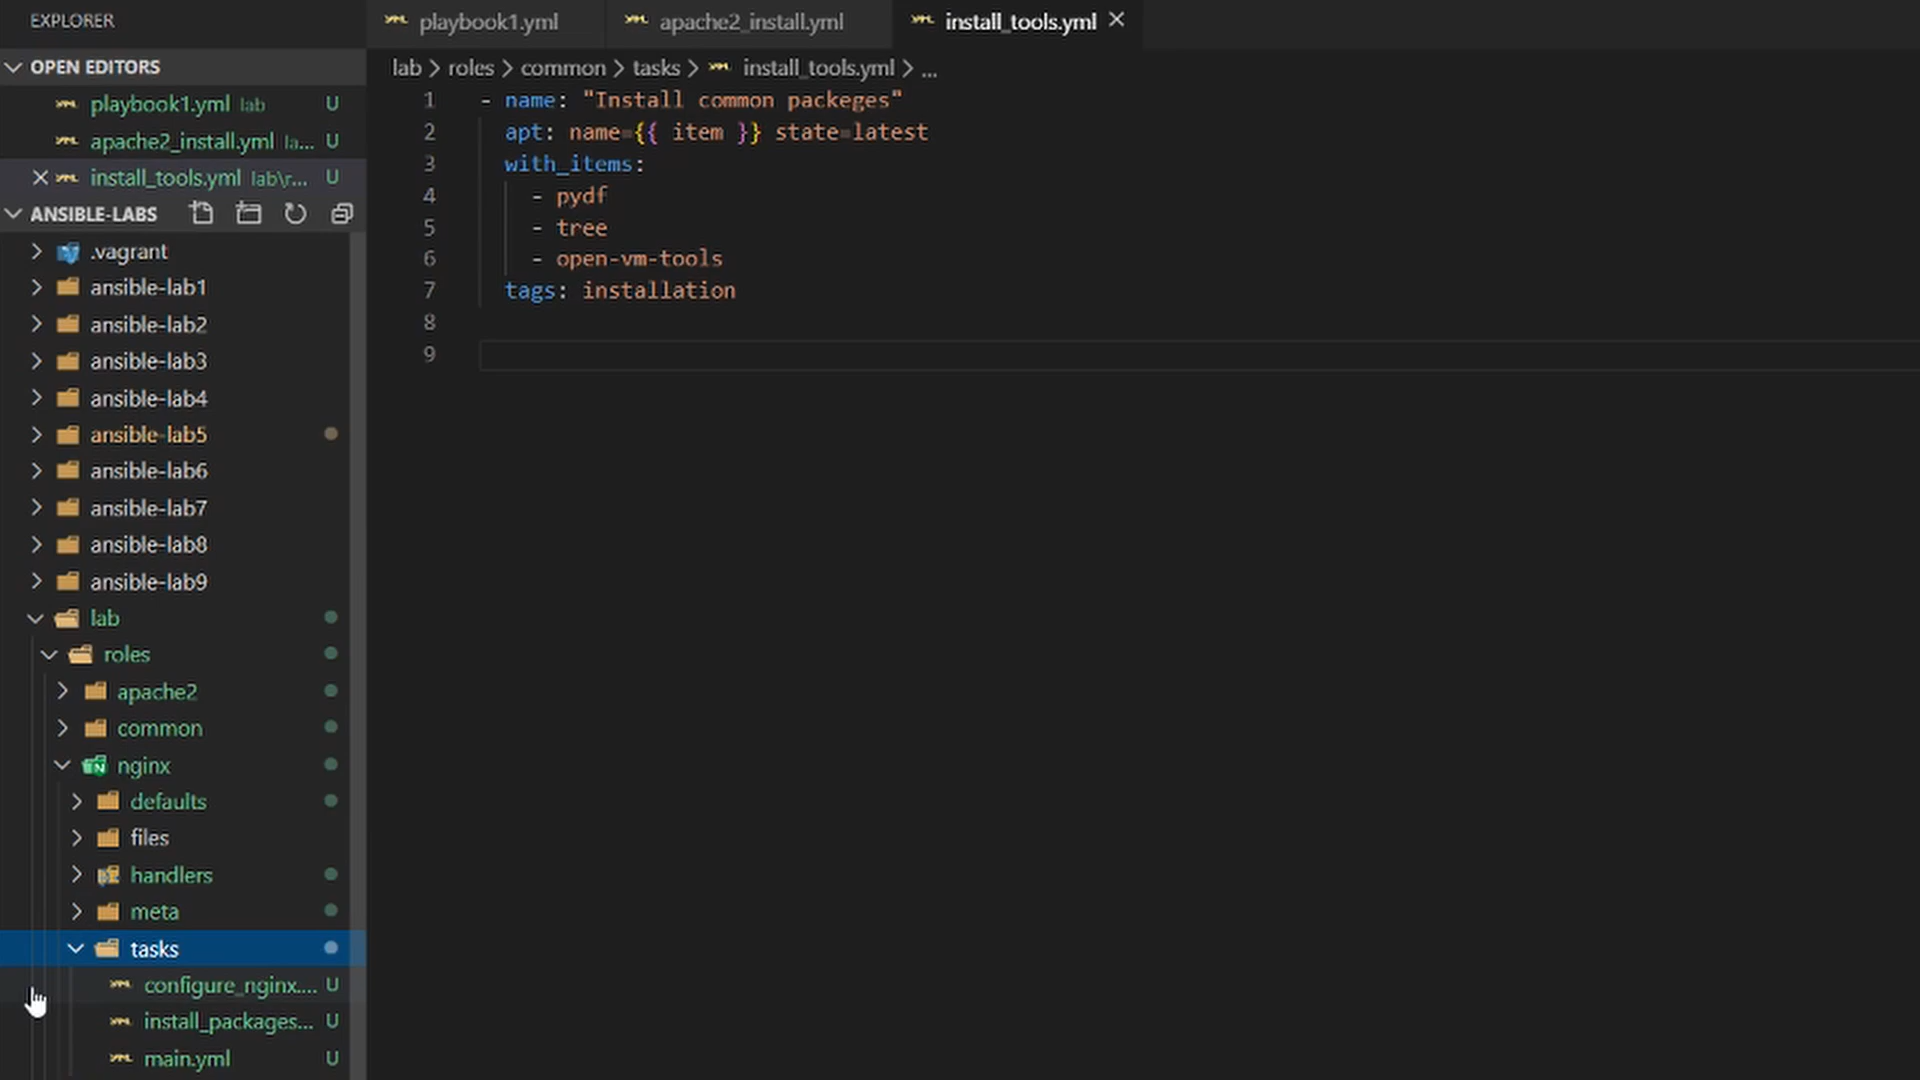 EXPLORER
OPEN EDITORS
playbook1.yml lab U
apache2_install.yml la... U
install_tools.yml lab\r... U
ANSIBLE-LABS
.vagrant
ansible-lab1
ansible-lab2
ansible-lab3
ansible-lab4
ansible-lab5
ansible-lab6
ansible-lab7
ansible-lab8
ansible-lab9
lab
roles
apache2
common
nginx
defaults
files
handlers
meta
tasks
configure_nginx.... U
install_packages... U
main.yml U
playbook1.yml
apache2_install.yml
install_tools.yml
lab > roles > common > tasks > install_tools.yml > ...
1 - name: "Install common packeges"
2 apt: name={{ item }} state=latest
3 with_items:
4 - pydf
5 - tree
6 - open-vm-tools
7 tags: installation
8
9